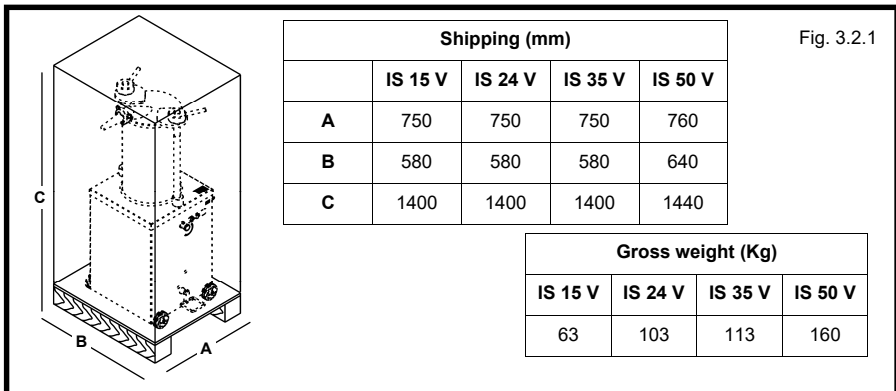 Fig. 3.2.1
Shipping (mm)
IS 15 V IS 24 V IS 35 V IS 50 V
A 750 750 750 760
B 580 580 580 640
C 1400 1400 1400 1440
Gross weight (Kg)
IS 15 V IS 24 V IS 35 V IS 50 V
63 103 113 160
C
B
A